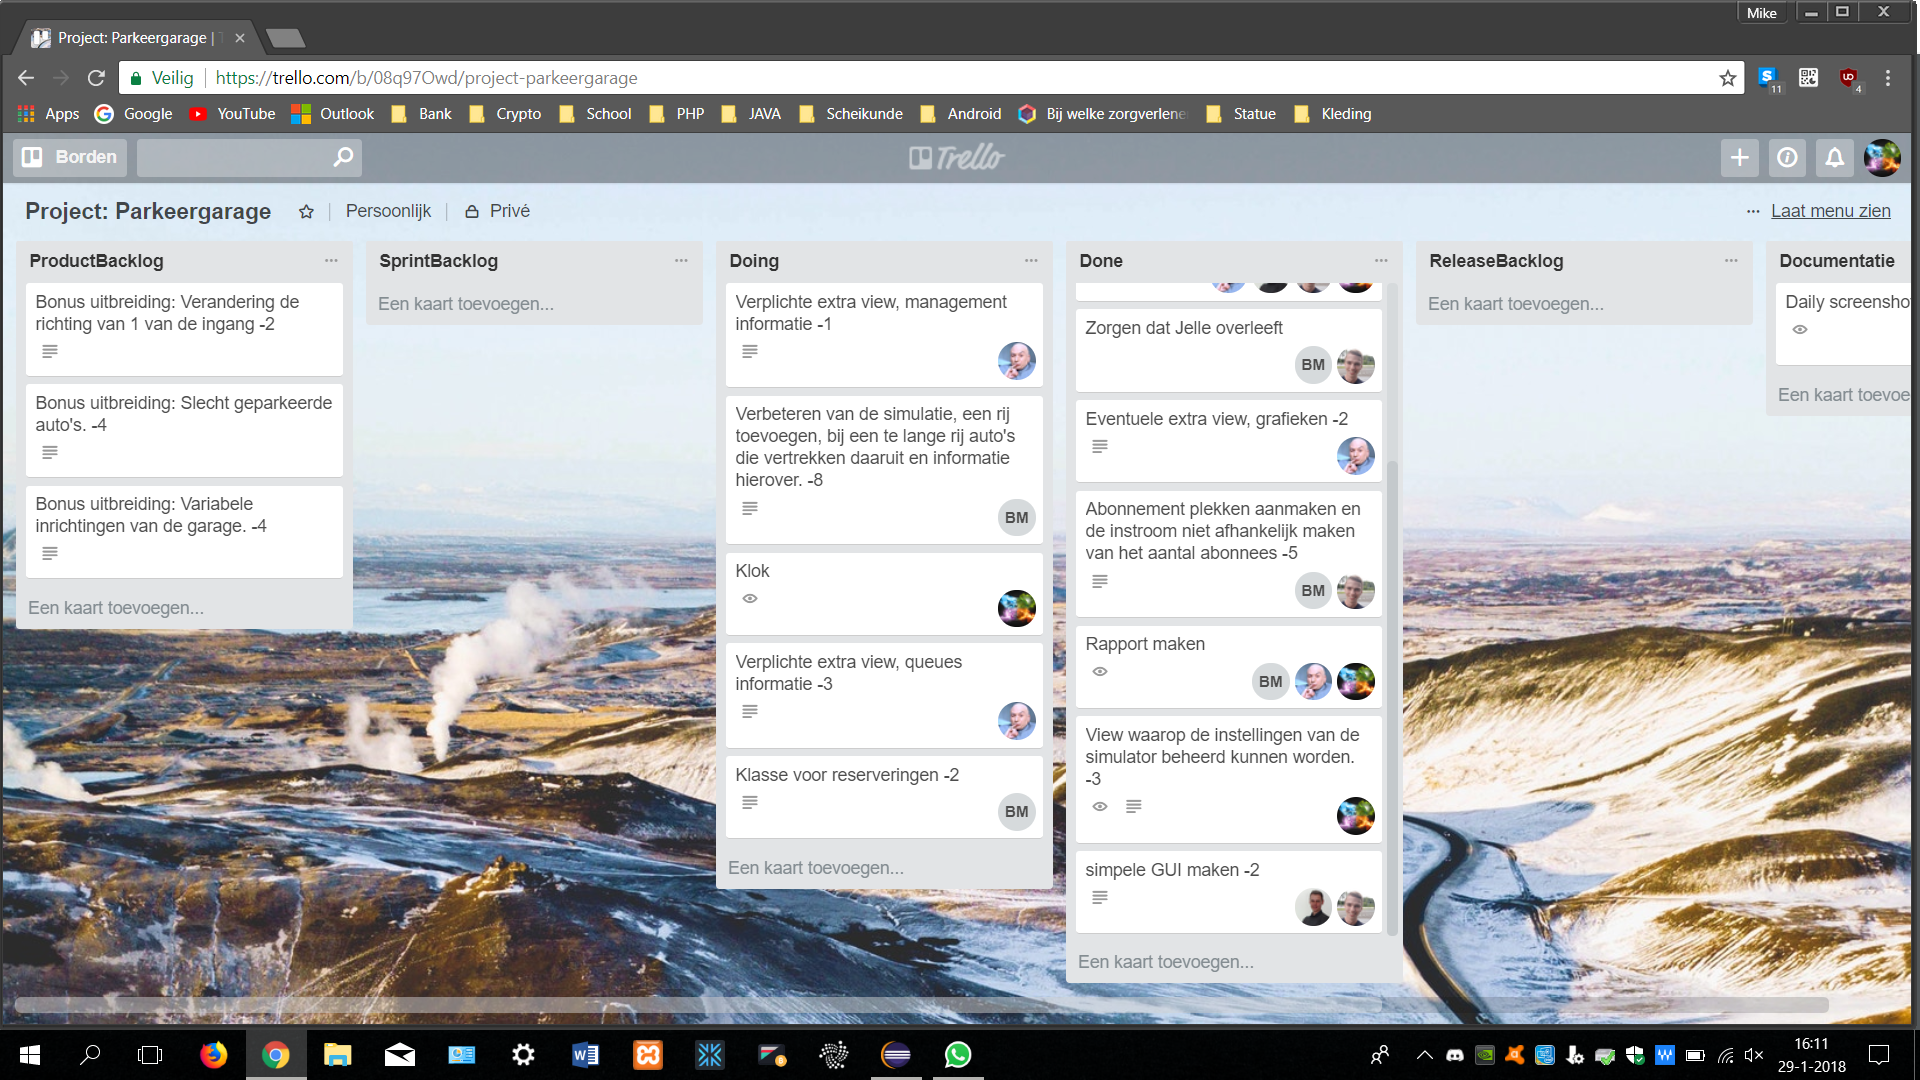 Mike
Project: Parkeergarage |
Veilig
https://trello.com/b/08q97Owd/project-parkeergarage
11
4
Apps
Google
YouTube
Outlook
Bank
Crypto
School
PHP
JAVA
Scheikunde
Android
Bij welke zorgverlene
Statue
Kleding
Borden
Trello
Project: Parkeergarage
Persoonlijk
Privé
Laat menu zien
ProductBacklog
Bonus uitbreiding: Verandering de
richting van 1 van de ingang -2
Bonus uitbreiding: Slecht geparkeerde
auto's. -4
Bonus uitbreiding: Variabele
inrichtingen van de garage. -4
Een kaart toevoegen...
SprintBacklog
Een kaart toevoegen...
Doing
Verplichte extra view, management
informatie -1
Verbeteren van de simulatie, een rij
toevoegen, bij een te lange rij auto's
die vertrekken daaruit en informatie
hierover. -8
BM
Klok
Verplichte extra view, queues
informatie -3
Klasse voor reserveringen -2
BM
Een kaart toevoegen...
Done
Zorgen dat Jelle overleeft
BM
Eventuele extra view, grafieken -2
Abonnement plekken aanmaken en
de instroom niet afhankelijk maken
van het aantal abonnees -5
BM
Rapport maken
BM
View waarop de instellingen van de
simulator beheerd kunnen worden.
-3
simpele GUI maken -2
Een kaart toevoegen...
ReleaseBacklog
Een kaart toevoegen...
Documentatie
Daily screensho
Een kaart toevoe
16:11
29-1-2018